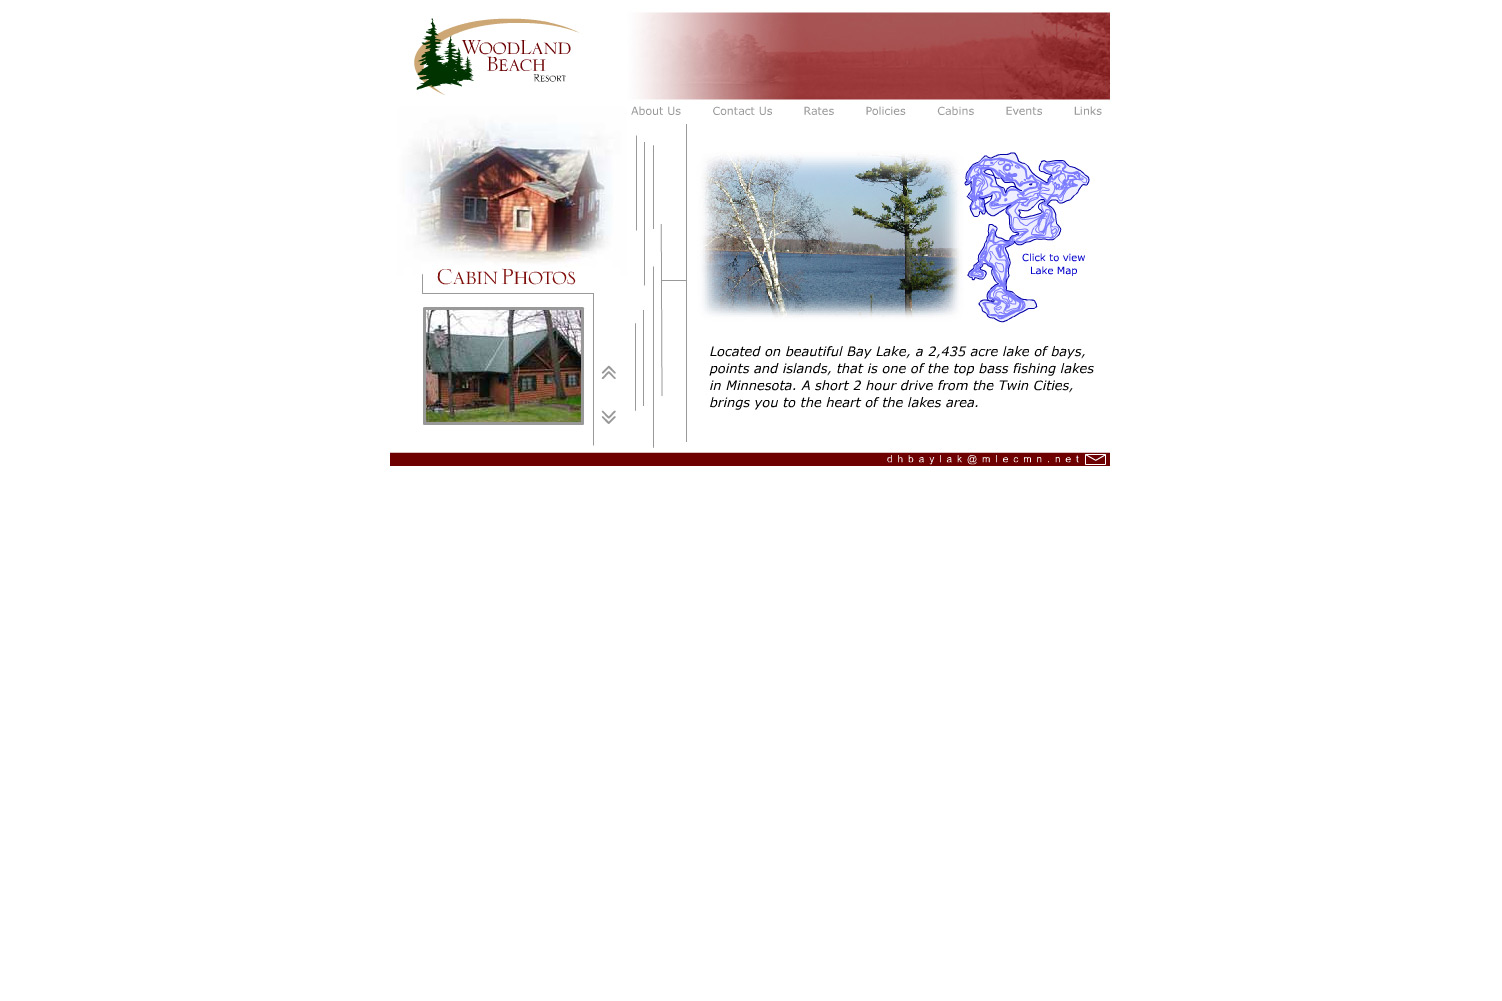 WOODLAND
BEACH
RESORT
About Us
Contact Us
Rates
Policies
Cabins
Events
Links
CABIN PHOTOS
Click to view
Lake Map
Located on beautiful Bay Lake, a 2,435 acre lake of bays,
points and islands, that is one of the top bass fishing lakes
in Minnesota. A short 2 hour drive from the Twin Cities,
brings you to the heart of the lakes area.
dhbaylak@mlecmn.net